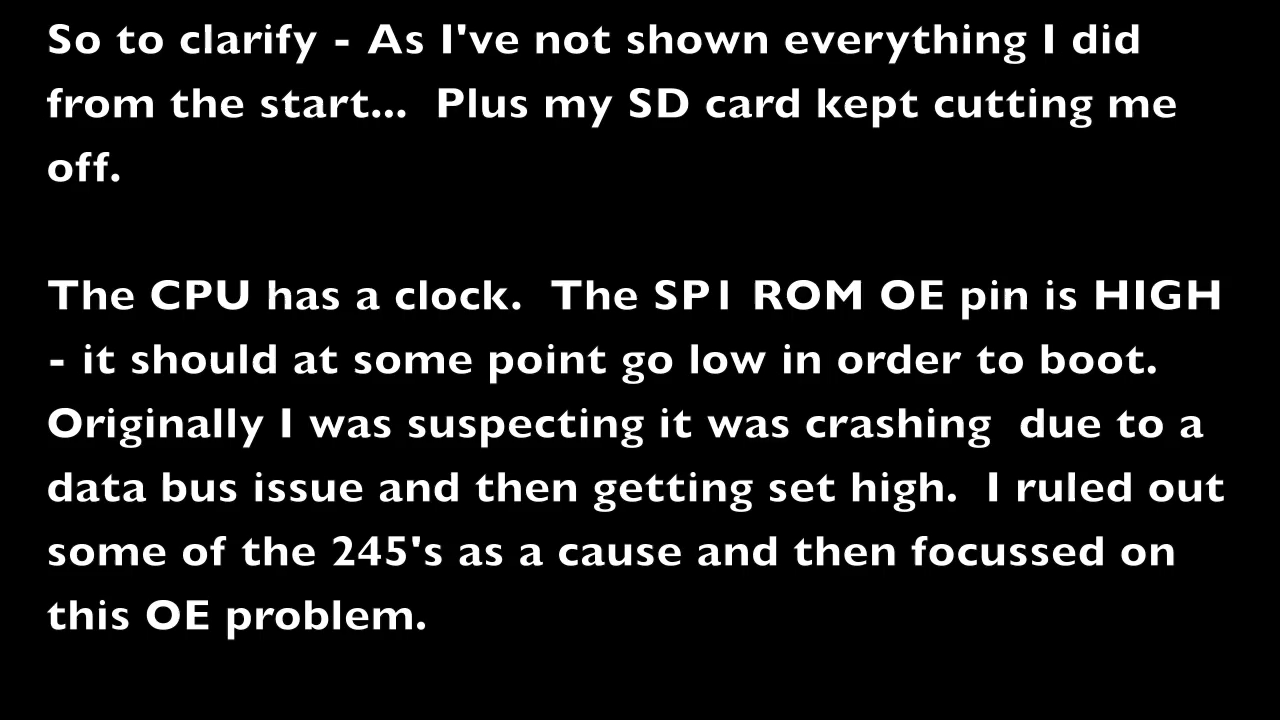 So to clarify - As I've not shown everything I did
from the start...  Plus my SD card kept cutting me
off.
The CPU has a clock.  The SP1 ROM OE pin is HIGH
- it should at some point go low in order to boot.
Originally I was suspecting it was crashing  due to a
data bus issue and then getting set high.  I ruled out
some of the 245's as a cause and then focussed on
this OE problem.